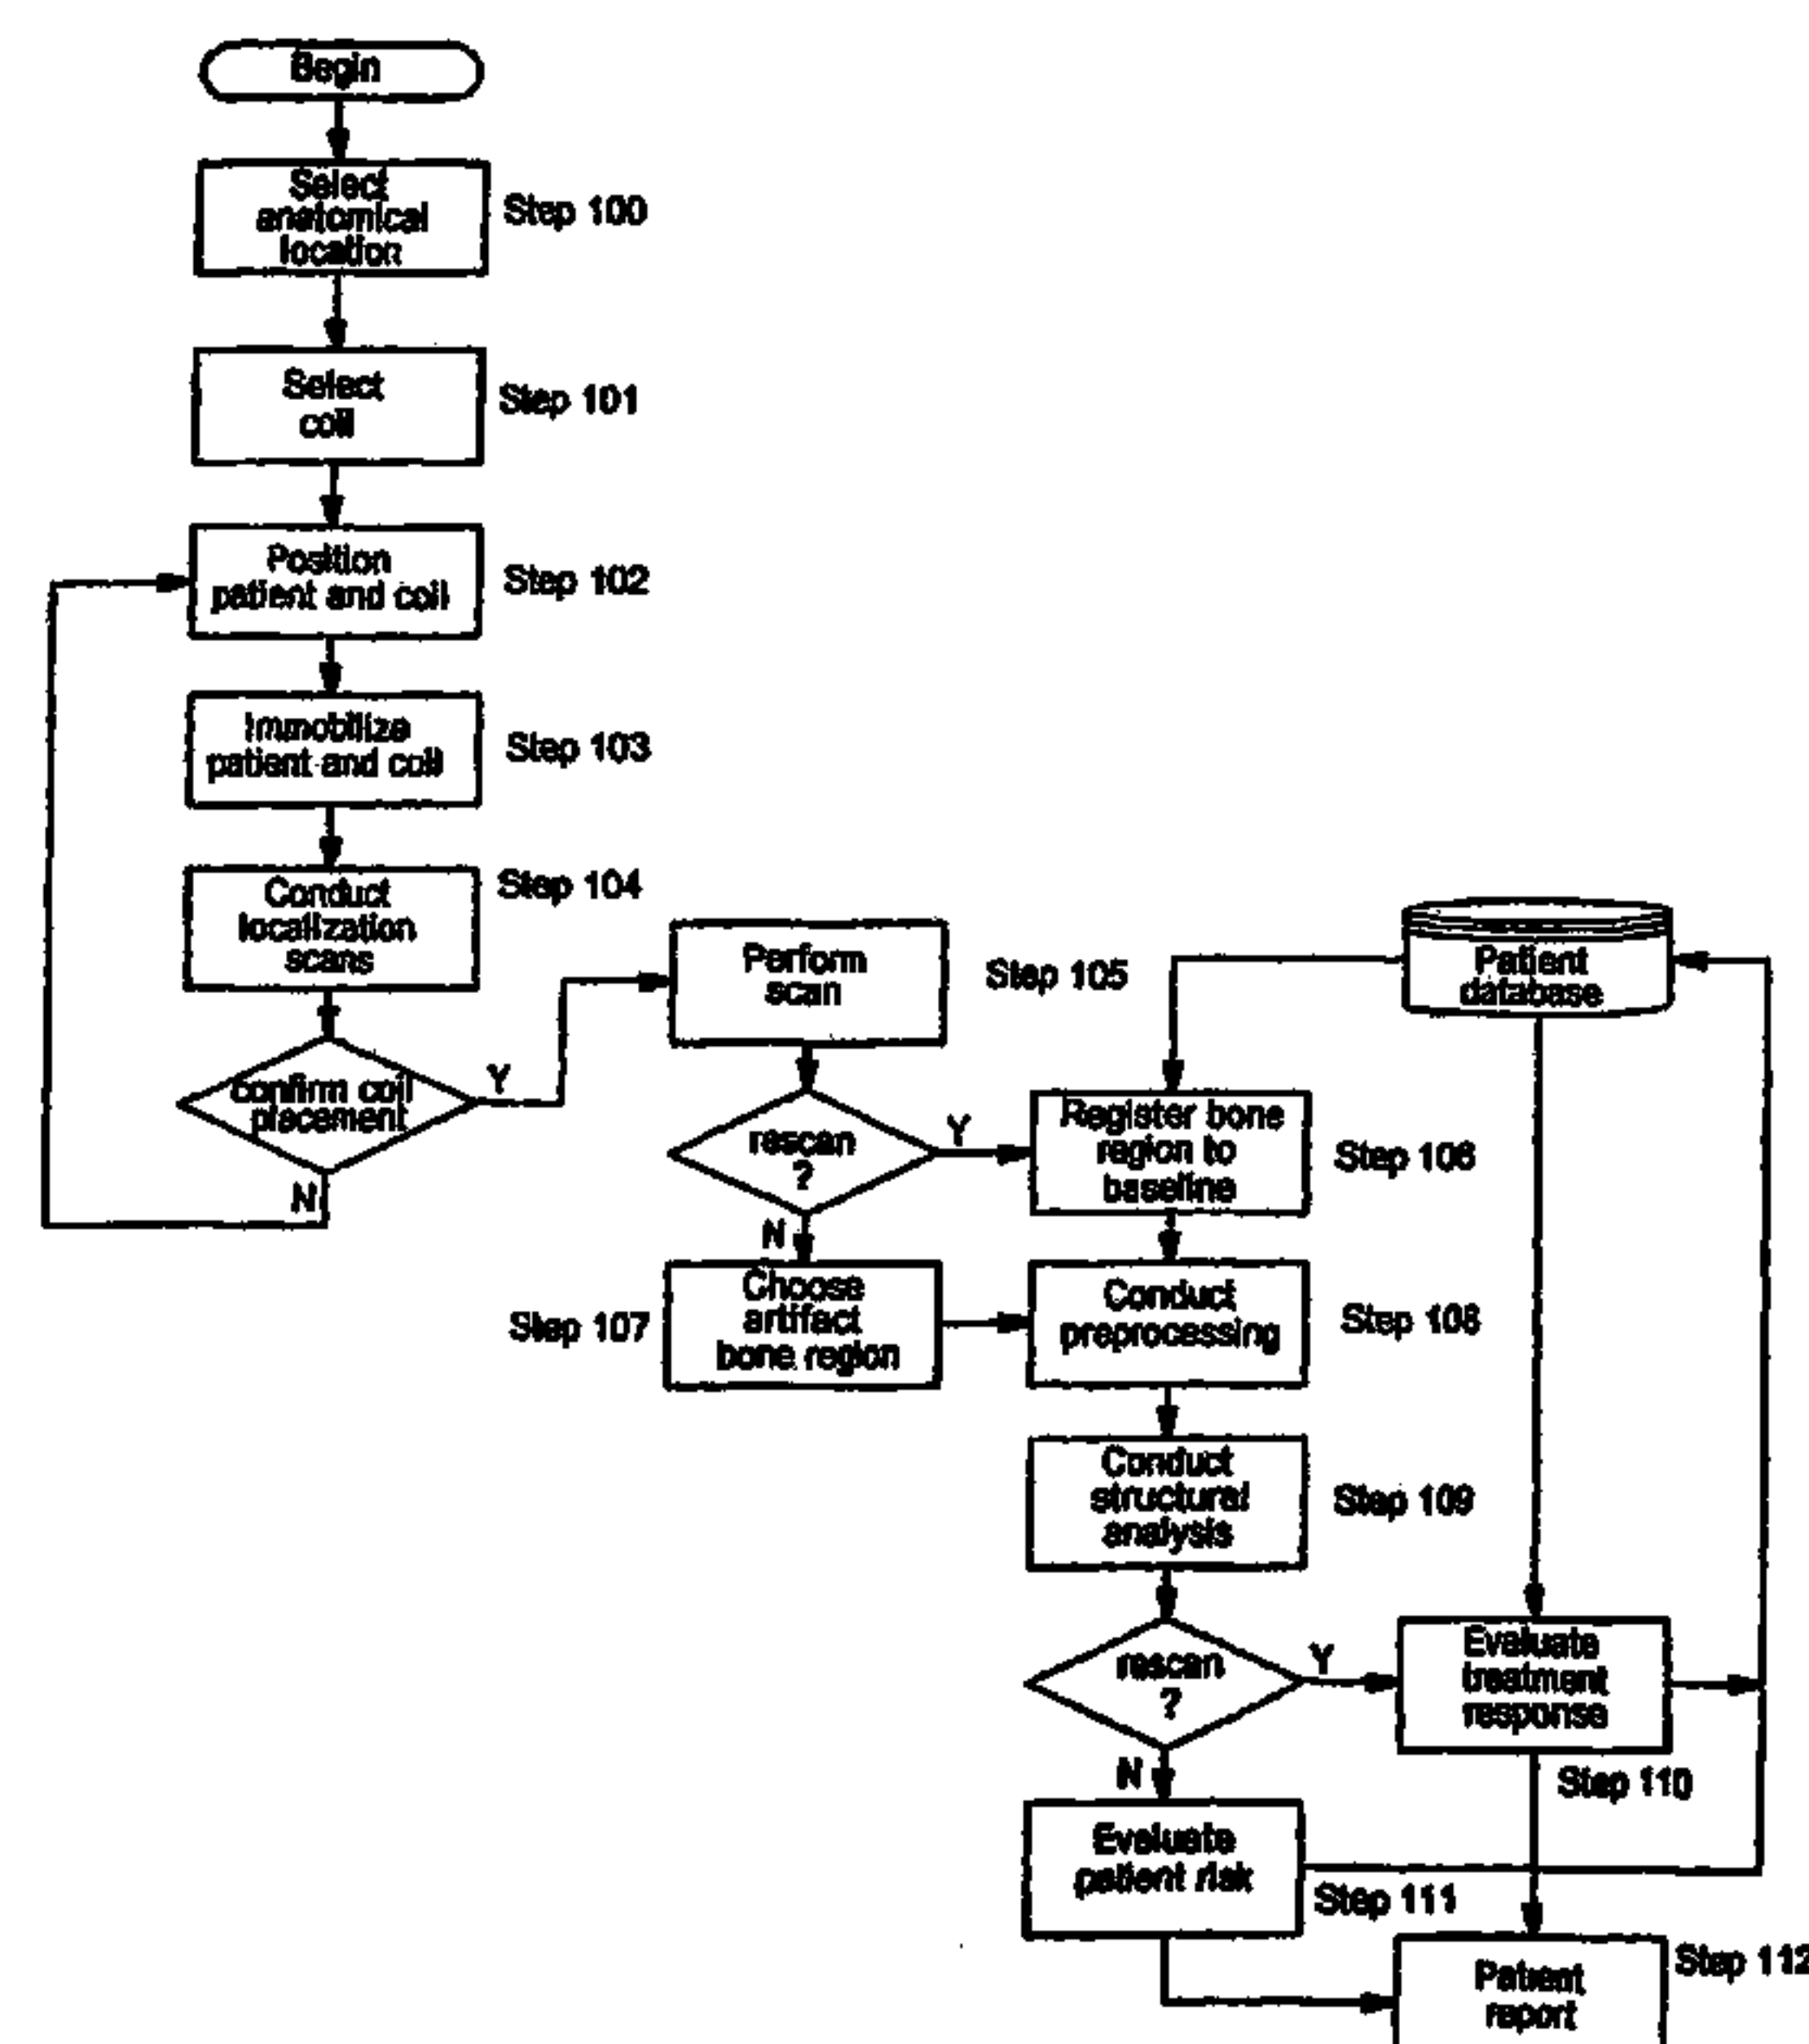 Begin
Select
anatomical
location
Step 100
Select
coil
Step 101
Position
patient and coil
Step 102
Immobilize
patient and coil
Step 103
Conduct
localization
scans
Step 104
confirm coil
placement
Y
N
Perform
scan
Step 105
Patient
database
rescan
?
Y
N
Register bone
region to
baseline
Step 106
Step 107
Choose
artifact
bone region
Conduct
preprocessing
Step 108
Conduct
structural
analysis
Step 109
rescan
?
Y
N
Evaluate
treatment
response
Step 110
Evaluate
patient risk
Step 111
Patient
report
Step 112